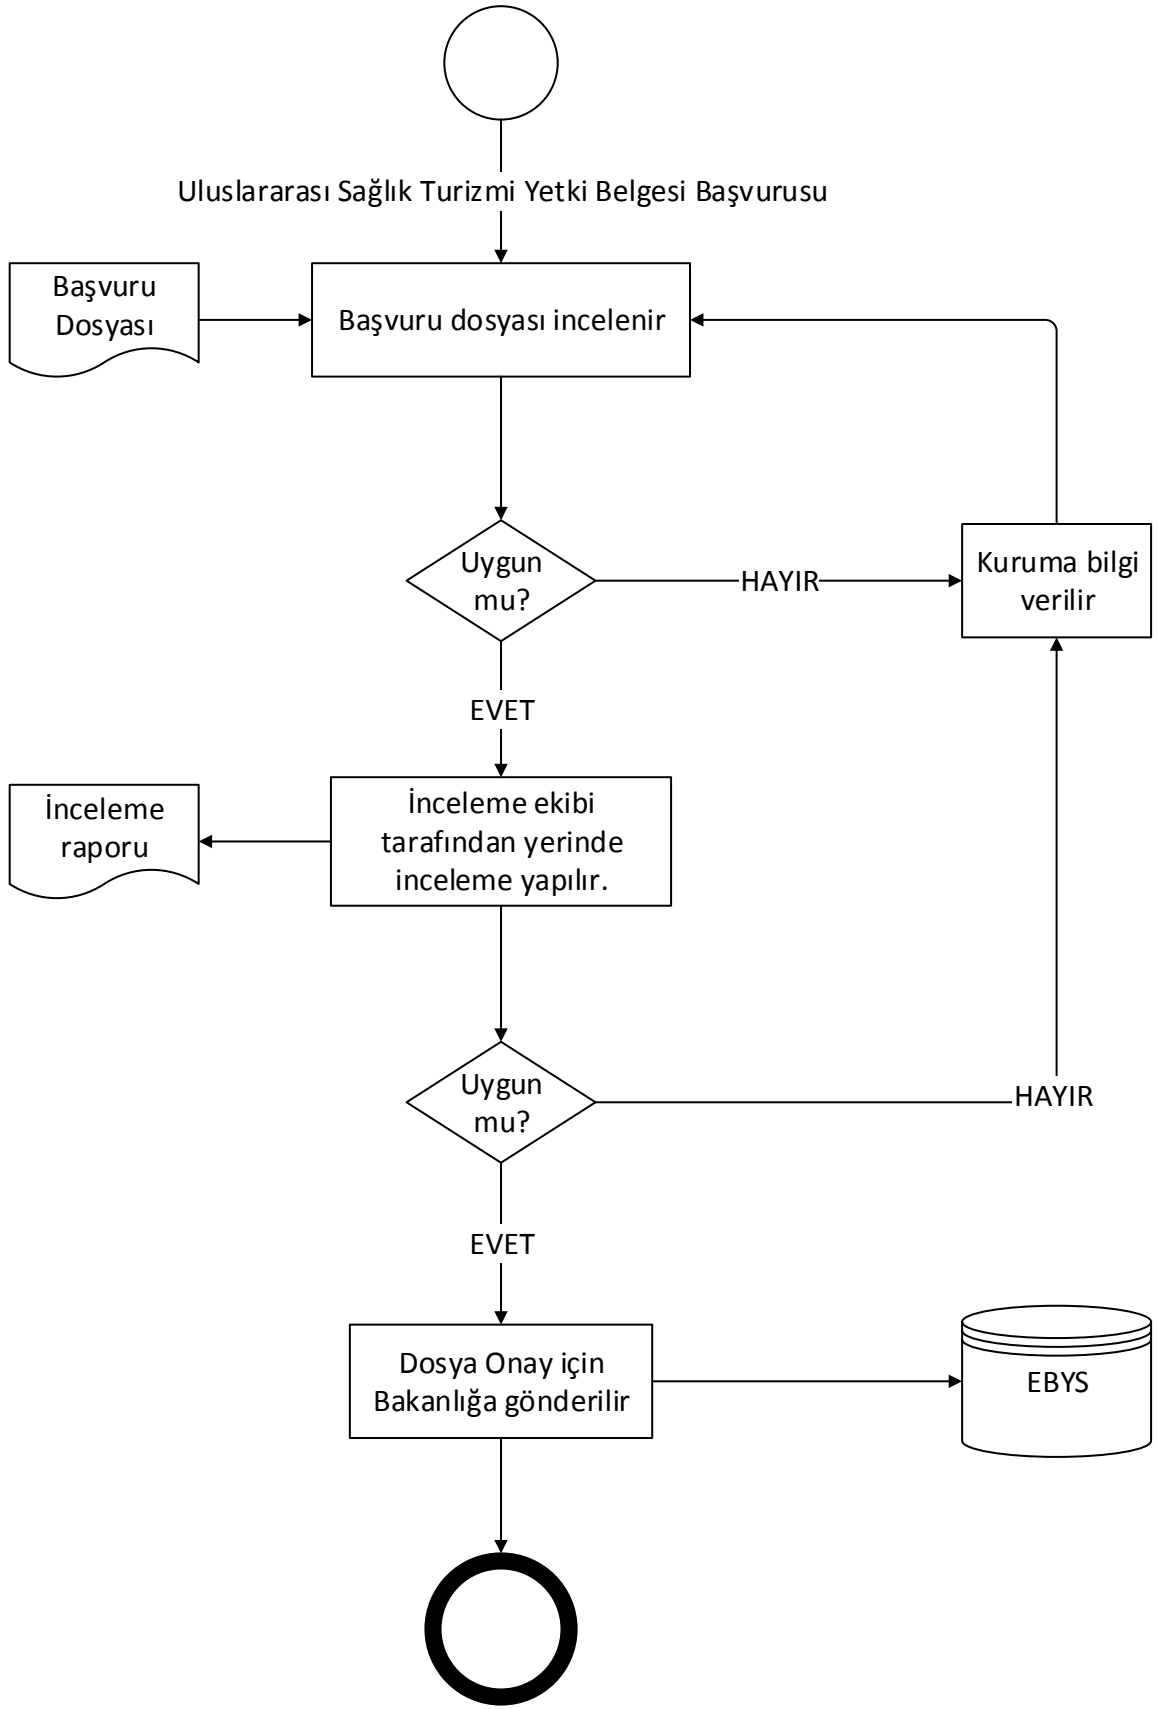 Uluslararası Sağlık Turizmi Yetki Belgesi Başvurusu
Başvuru
Dosyası
Başvuru dosyası incelenir
Uygun
mu?
HAYIR
Kuruma bilgi
verilir
EVET
İnceleme
raporu
İnceleme ekibi
tarafından yerinde
inceleme yapılır.
Uygun
mu?
HAYIR
EVET
Dosya Onay için
Bakanlığa gönderilir
EBYS